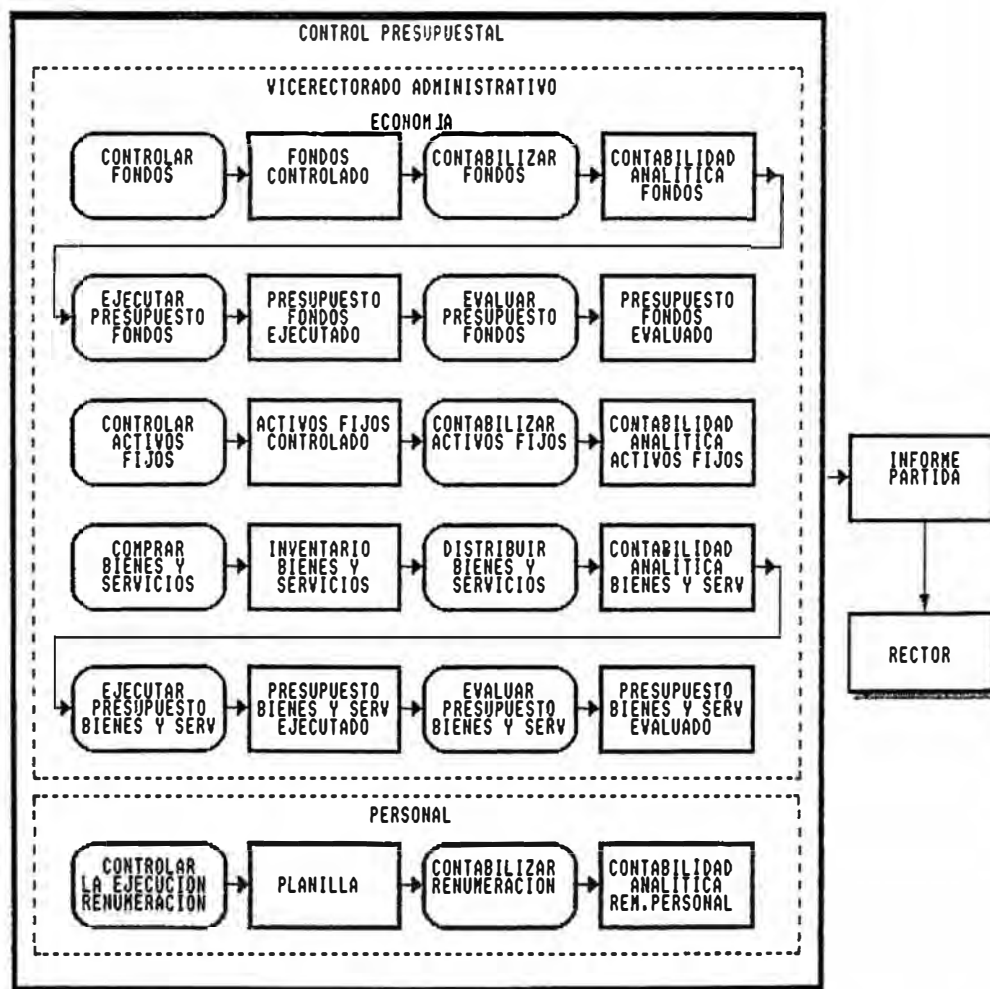 CONTROL PRESUPUESTAL
VICERECTORADO ADMINISTRATIVO
ECONOMIA
CONTROLAR
FONDOS
FONDOS
CONTROLADO
CONTABILIZAR
FONDOS
CONTABILIDAD
ANALITICA
FONDOS
EJECUTAR
PRESUPUESTO
FONDOS
PRESUPUESTO
FONDOS
EJECUTADO
EVALUAR
PRESUPUESTO
FONDOS
PRESUPUESTO
FONDOS
EVALUADO
CONTROLAR
ACTIVOS
FIJOS
ACTIVOS FIJOS
CONTROLADO
CONTABILIZAR
ACTIVOS FIJOS
CONTABILIDAD
ANALITICA
ACTIVOS FIJOS
COMPRAR
BIENES Y
SERVICIOS
INVENTARIO
BIENES Y
SERVICIOS
DISTRIBUIR
BIENES Y
SERVICIOS
CONTABILIDAD
ANALITICA
BIENES Y SERV
EJECUTAR
PRESUPUESTO
BIENES Y SERV
PRESUPUESTO
BIENES Y SERV
EJECUTADO
EVALUAR
PRESUPUESTO
BIENES Y SERV
PRESUPUESTO
BIENES Y SERV
EVALUADO
PERSONAL
CONTROLAR
LA EJECUCION
RENUMERACION
PLANILLA
CONTABILIZAR
RENUMERACION
CONTABILIDAD
ANALITICA
REM.PERSONAL
INFORME
PARTIDA
RECTOR